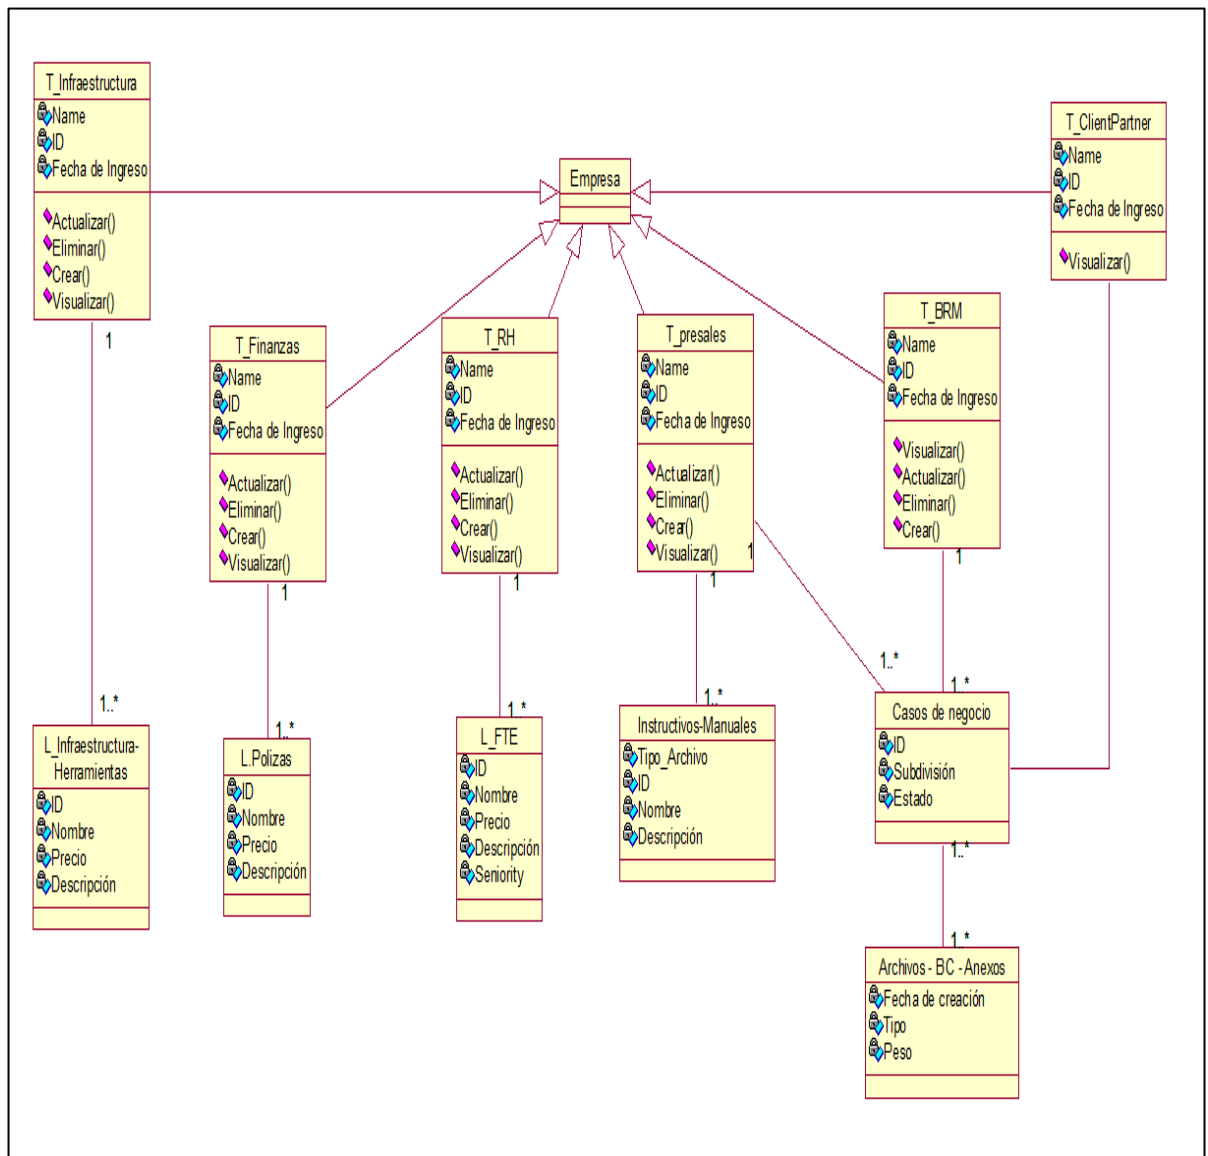 T_Infraestructura
Name
ID
Fecha de Ingreso
Actualizar()
Eliminar()
Crear()
Visualizar()
1
Empresa
T_ClientPartner
Name
ID
Fecha de Ingreso
Visualizar()
T_Finanzas
Name
ID
Fecha de Ingreso
Actualizar()
Eliminar()
Crear()
Visualizar()
1
T_RH
Name
ID
Fecha de Ingreso
Actualizar()
Eliminar()
Crear()
Visualizar()
1
T_presales
Name
ID
Fecha de Ingreso
Actualizar()
Eliminar()
Crear()
Visualizar()
1
1
T_BRM
Name
ID
Fecha de Ingreso
Visualizar()
Actualizar()
Eliminar()
Crear()
1
1..*
L_Infraestructura-
Herramientas
ID
Nombre
Precio
Descripción
1..*
L.Polizas
ID
Nombre
Precio
Descripción
1..*
L_FTE
ID
Nombre
Precio
Descripción
Seniority
1..*
Instructivos-Manuales
Tipo_Archivo
ID
Nombre
Descripción
1..*
1..*
Casos de negocio
ID
Subdivisión
Estado
1..*
1..*
Archivos - BC - Anexos
Fecha de creación
Tipo
Peso